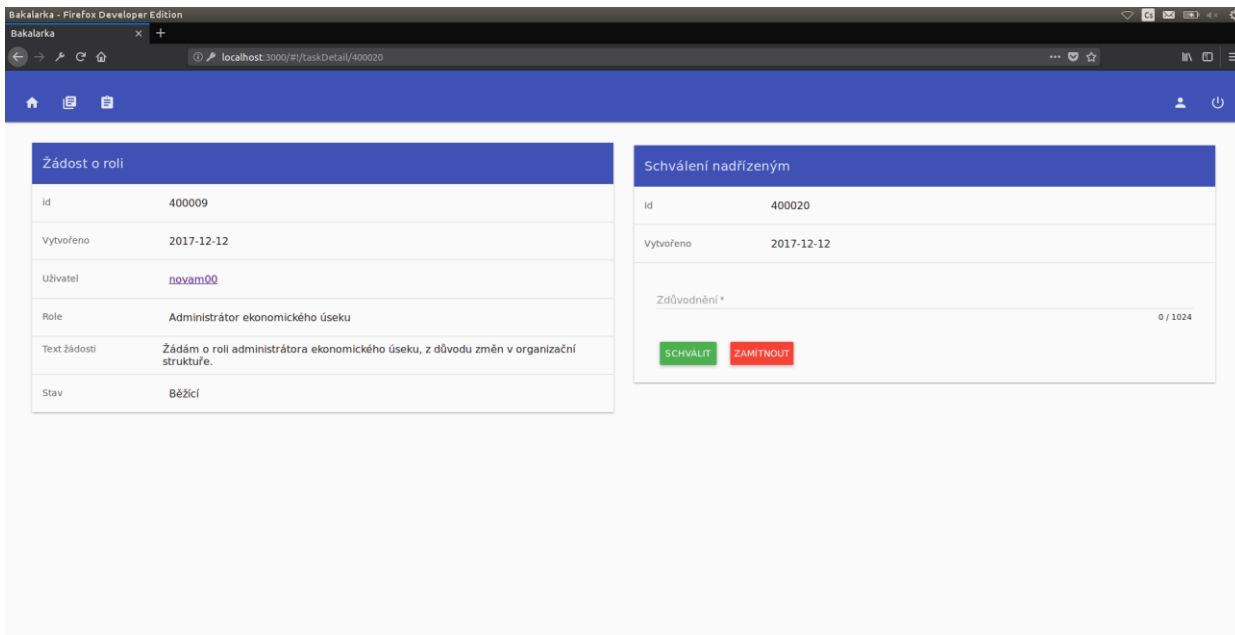 Bakalarka - Firefox Developer Edition
Cs
Bakalarka
localhost:3000/#!/taskDetail/400020
Žádost o roli
id 400009
Vytvořeno 2017-12-12
Uživatel novam00
Role Administrátor ekonomického úseku
Text žádosti Žádám o roli administrátora ekonomického úseku, z důvodu změn v organizační
struktuře.
Stav Běžící
Schválení nadřízeným
Id 400020
Vytvořeno 2017-12-12
Zdůvodnění *
0 / 1024
SCHVÁLIT ZAMÍTNOUT